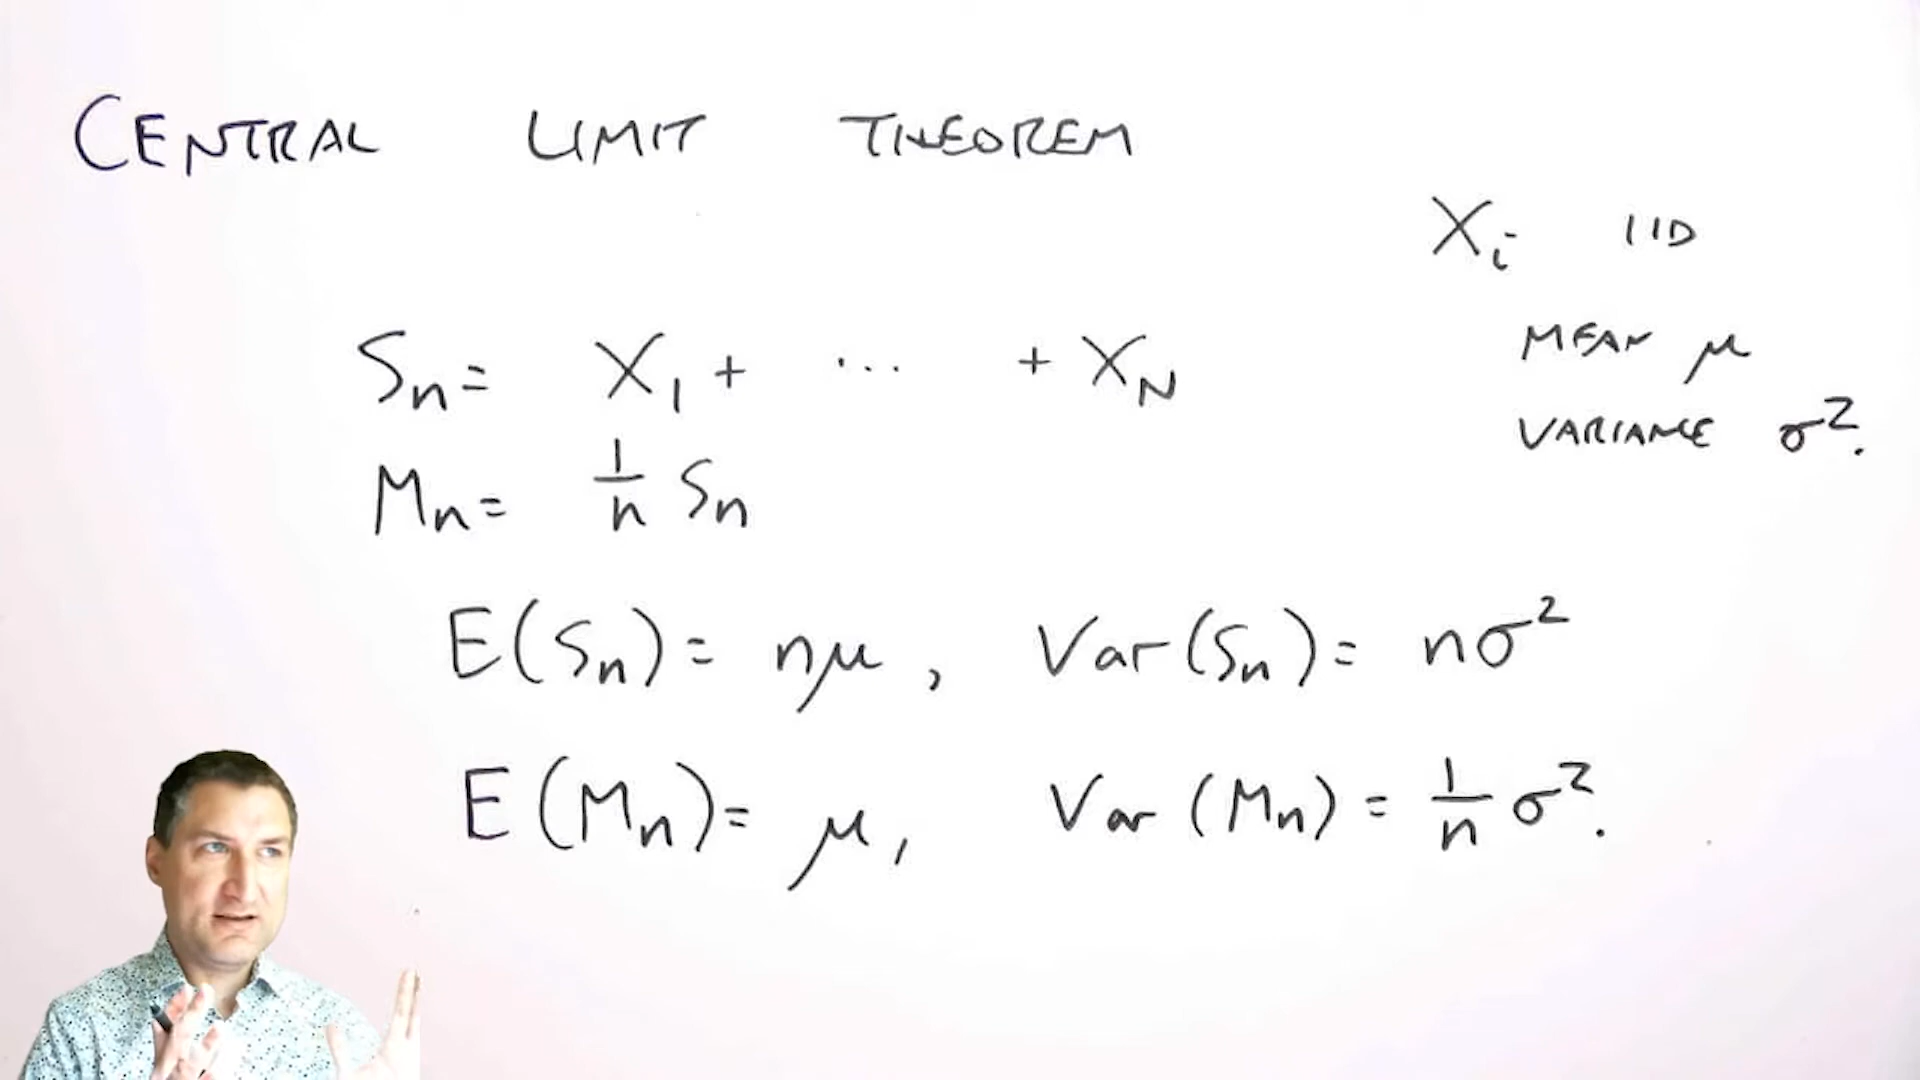 CENTRAL LIMIT THEOREM
Xᵢ IID
MEAN μ
VARIANCE σ².
Sₙ = X₁ + ⋯ + X_N
Mₙ = 1/n Sₙ
E(Sₙ) = nμ, Var(Sₙ) = nσ²
E(Mₙ) = μ, Var(Mₙ) = 1/n σ².